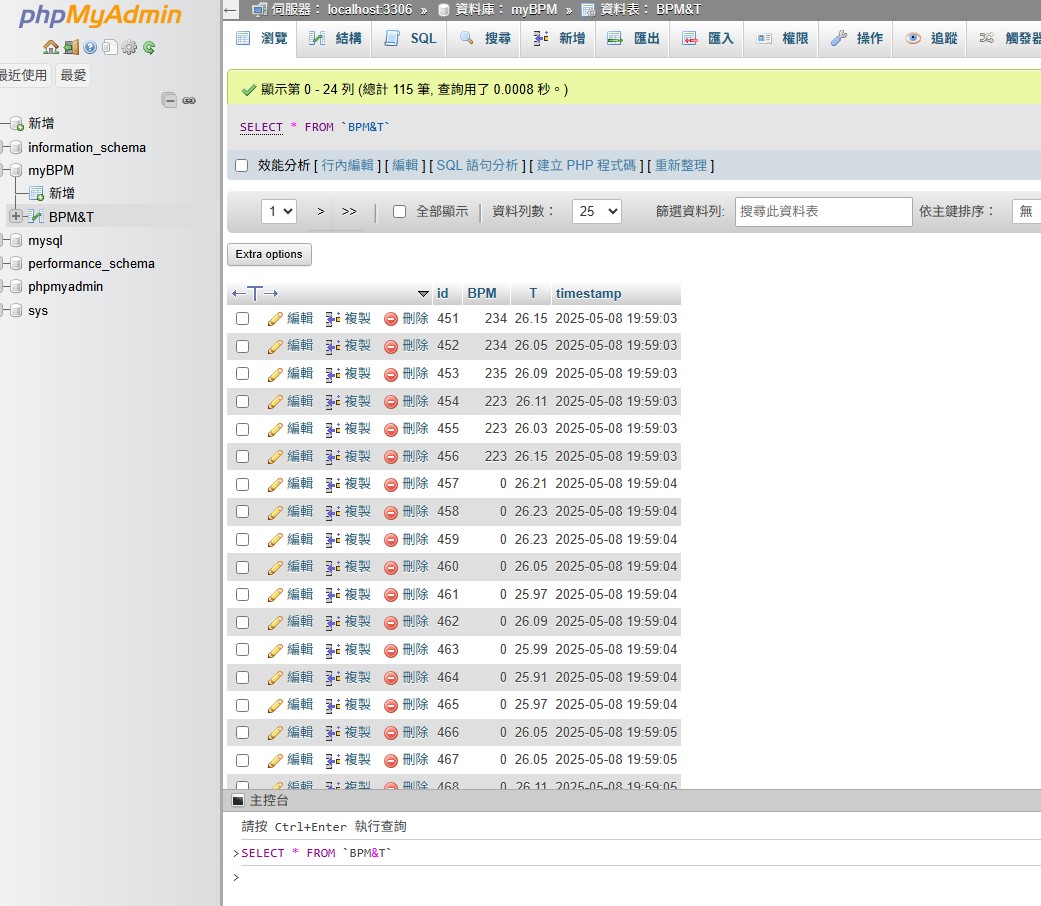 phpMyAdmin
最近使用 最愛
新增
information_schema
myBPM
新增
BPM&T
mysql
performance_schema
phpmyadmin
sys
伺服器： localhost:3306 » 資料庫： myBPM » 資料表： BPM&T
瀏覽 結構 SQL 搜尋 新增 匯出 匯入 權限 操作 追蹤 觸發器
顯示第 0 - 24 列 (總計 115 筆, 查詢用了 0.0008 秒。)
SELECT * FROM `BPM&T`
效能分析 [ 行內編輯 ] [ 編輯 ] [ SQL 語句分析 ] [ 建立 PHP 程式碼 ] [ 重新整理 ]
1 > >> | 全部顯示 | 資料列數： 25 篩選資料列: 搜尋此資料表 依主鍵排序： 無
Extra options
←T→ id BPM T timestamp
編輯 複製 刪除 451 234 26.15 2025-05-08 19:59:03
編輯 複製 刪除 452 234 26.05 2025-05-08 19:59:03
編輯 複製 刪除 453 235 26.09 2025-05-08 19:59:03
編輯 複製 刪除 454 223 26.11 2025-05-08 19:59:03
編輯 複製 刪除 455 223 26.03 2025-05-08 19:59:03
編輯 複製 刪除 456 223 26.15 2025-05-08 19:59:03
編輯 複製 刪除 457 0 26.21 2025-05-08 19:59:04
編輯 複製 刪除 458 0 26.23 2025-05-08 19:59:04
編輯 複製 刪除 459 0 26.23 2025-05-08 19:59:04
編輯 複製 刪除 460 0 26.05 2025-05-08 19:59:04
編輯 複製 刪除 461 0 25.97 2025-05-08 19:59:04
編輯 複製 刪除 462 0 26.09 2025-05-08 19:59:04
編輯 複製 刪除 463 0 25.99 2025-05-08 19:59:04
編輯 複製 刪除 464 0 25.91 2025-05-08 19:59:04
編輯 複製 刪除 465 0 25.97 2025-05-08 19:59:04
編輯 複製 刪除 466 0 26.05 2025-05-08 19:59:05
編輯 複製 刪除 467 0 26.05 2025-05-08 19:59:05
編輯 複製 刪除 468 0 26.11 2025-05-08 19:59:05
主控台
請按 Ctrl+Enter 執行查詢
>SELECT * FROM `BPM&T`
>